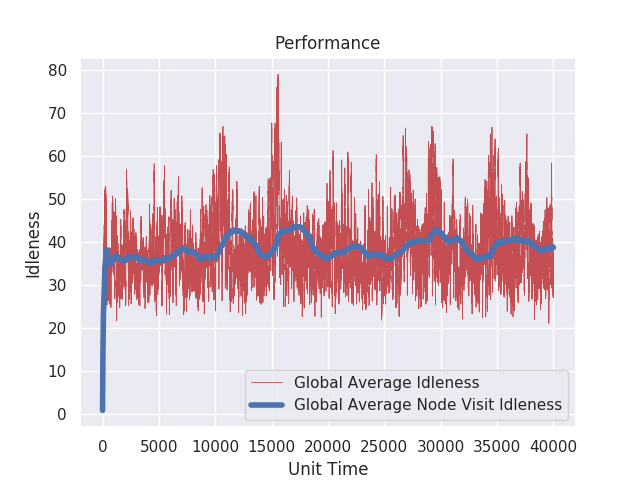 Performance
80
70
60
50
40
30
20
10
0
Idleness
Global Average Idleness
Global Average Node Visit Idleness
0 5000 10000 15000 20000 25000 30000 35000 40000
Unit Time